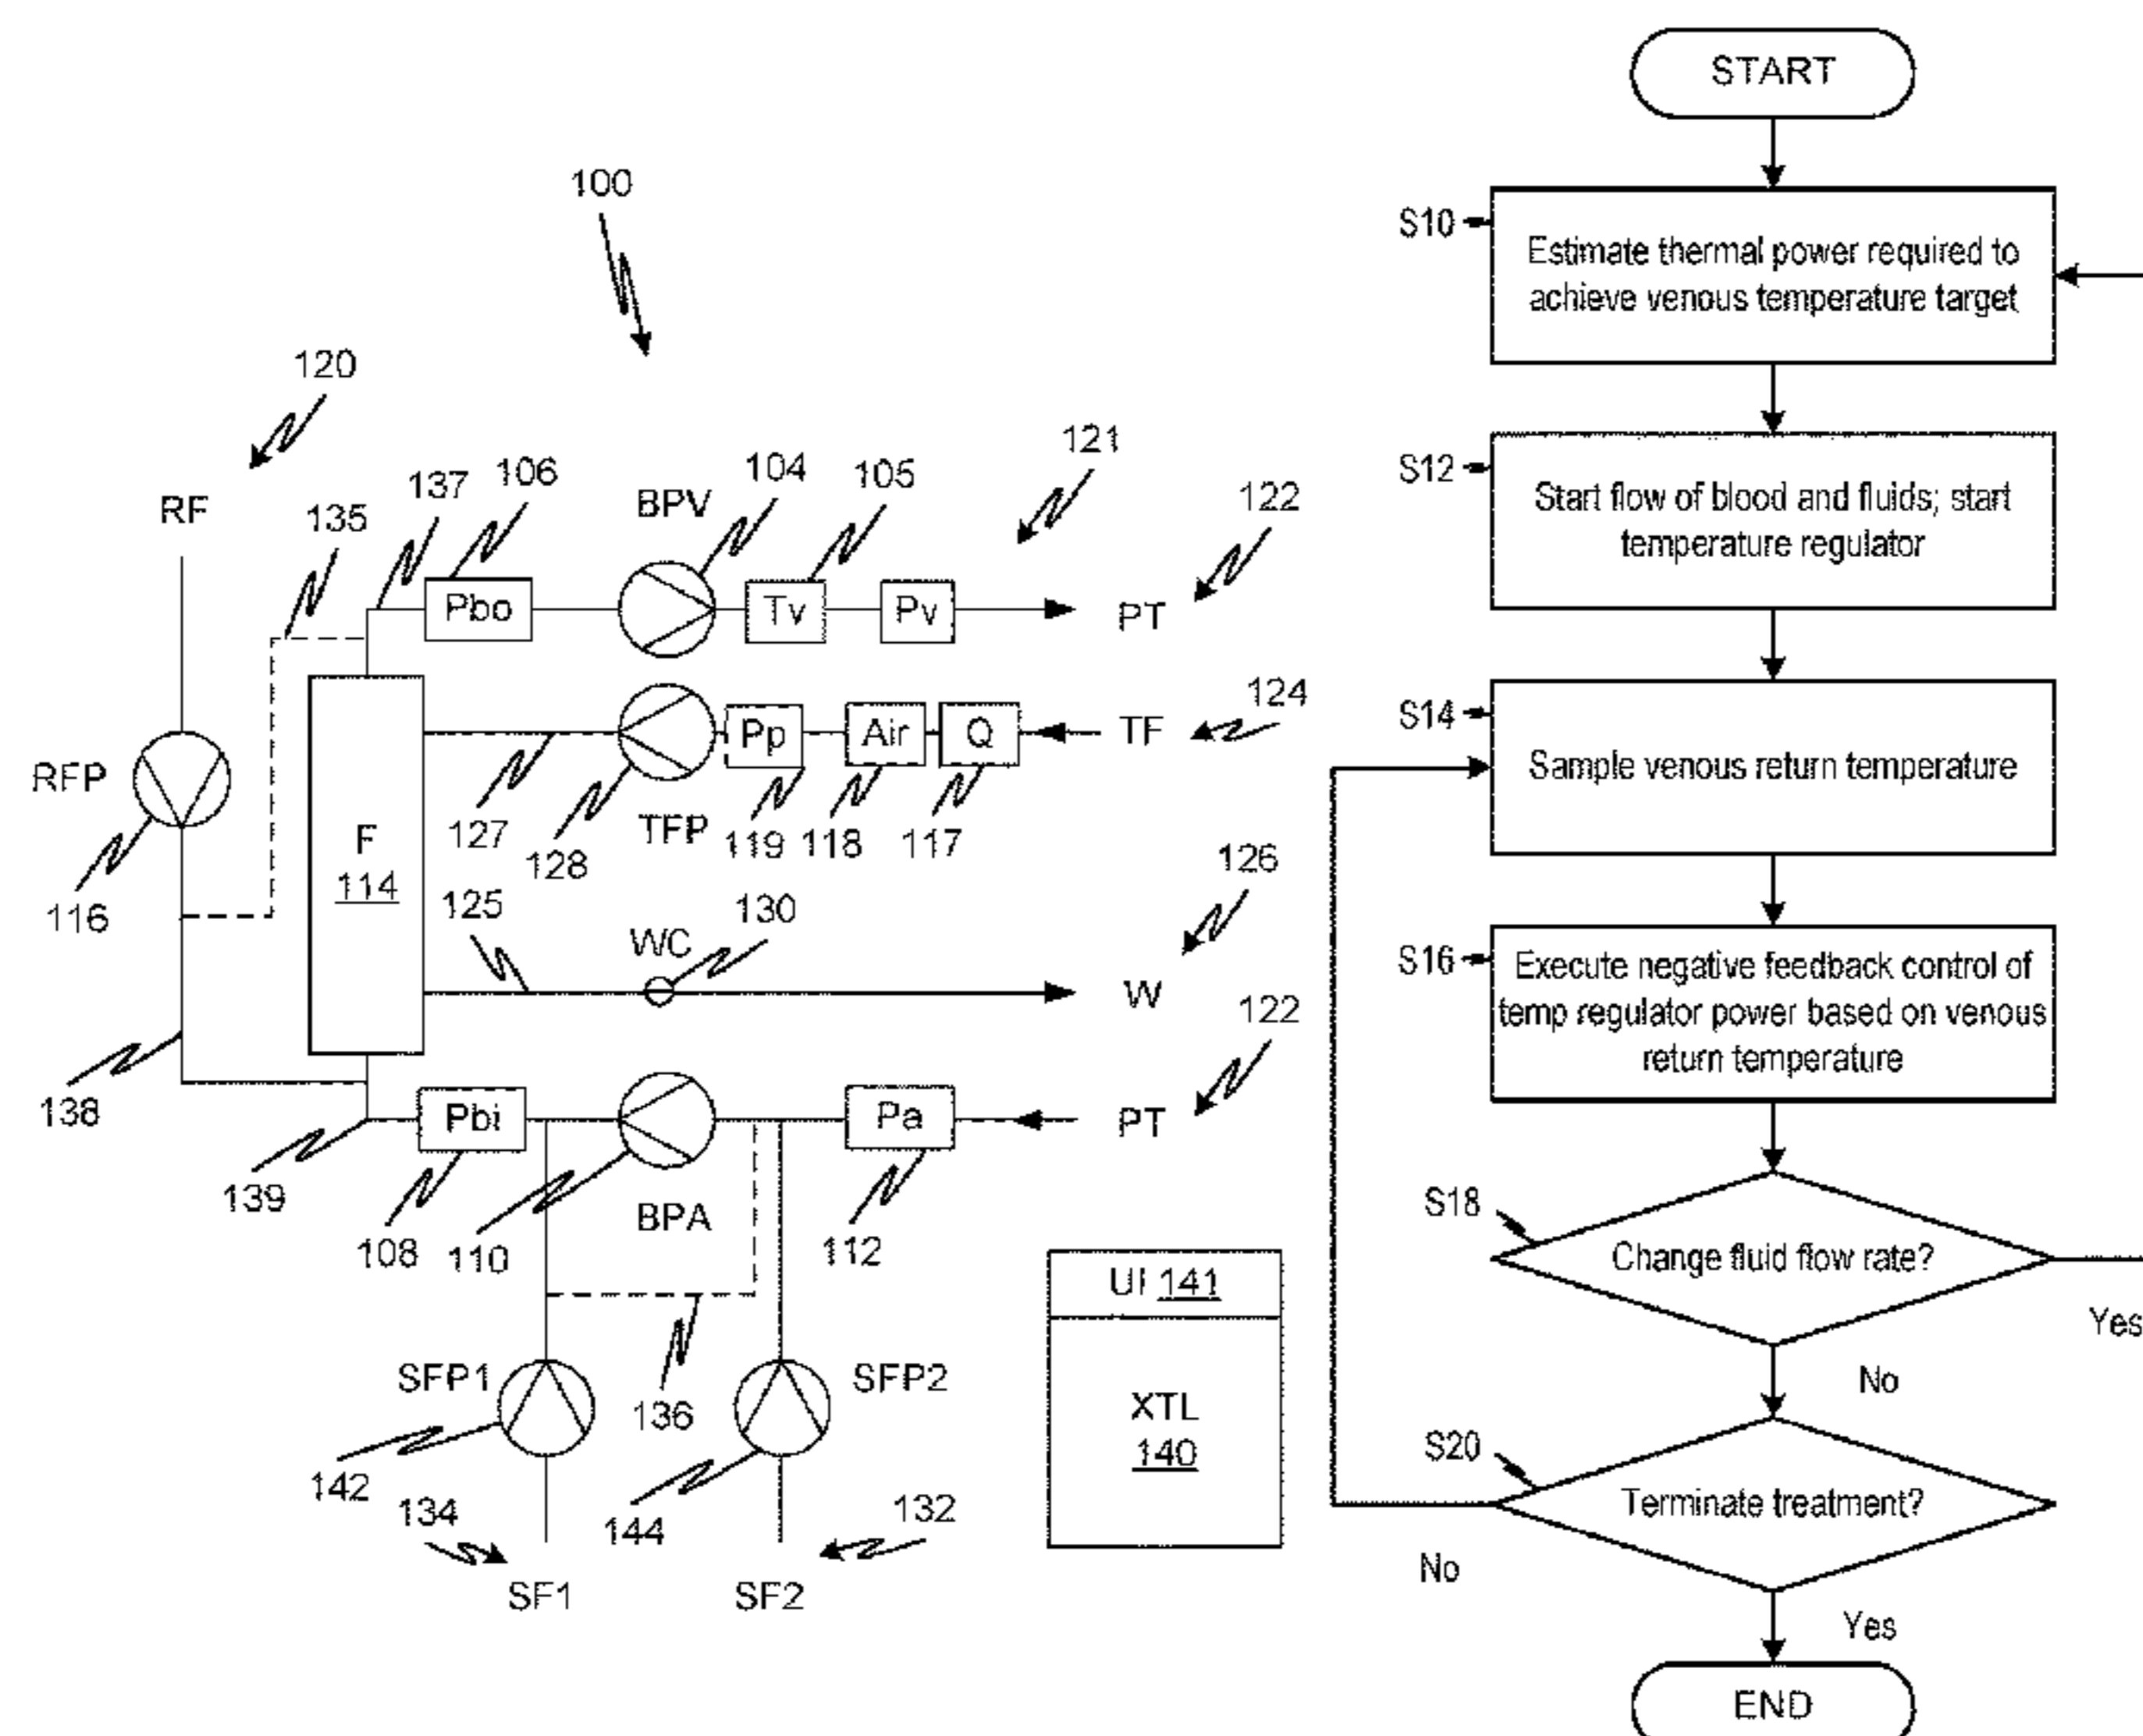 100
120
121
137
106
BPV
104
105
122
RF
135
Pbo
Tv
Pv
PT
124
Pp
Air
Q
TF
RFP
F
114
127
128
TFP
119
118
117
126
116
125
WC
130
W
122
138
Pbi
Pa
PT
139
108
110
BPA
112
UI 141
SFP1
136
SFP2
XTL
140
142
134
144
132
SF1
SF2
START
S10
Estimate thermal power required to
achieve venous temperature target
S12
Start flow of blood and fluids; start
temperature regulator
S14
Sample venous return temperature
S16
Execute negative feedback control of
temp regulator power based on venous
return temperature
S18
Change fluid flow rate?
Yes
No
S20
Terminate treatment?
No
Yes
END